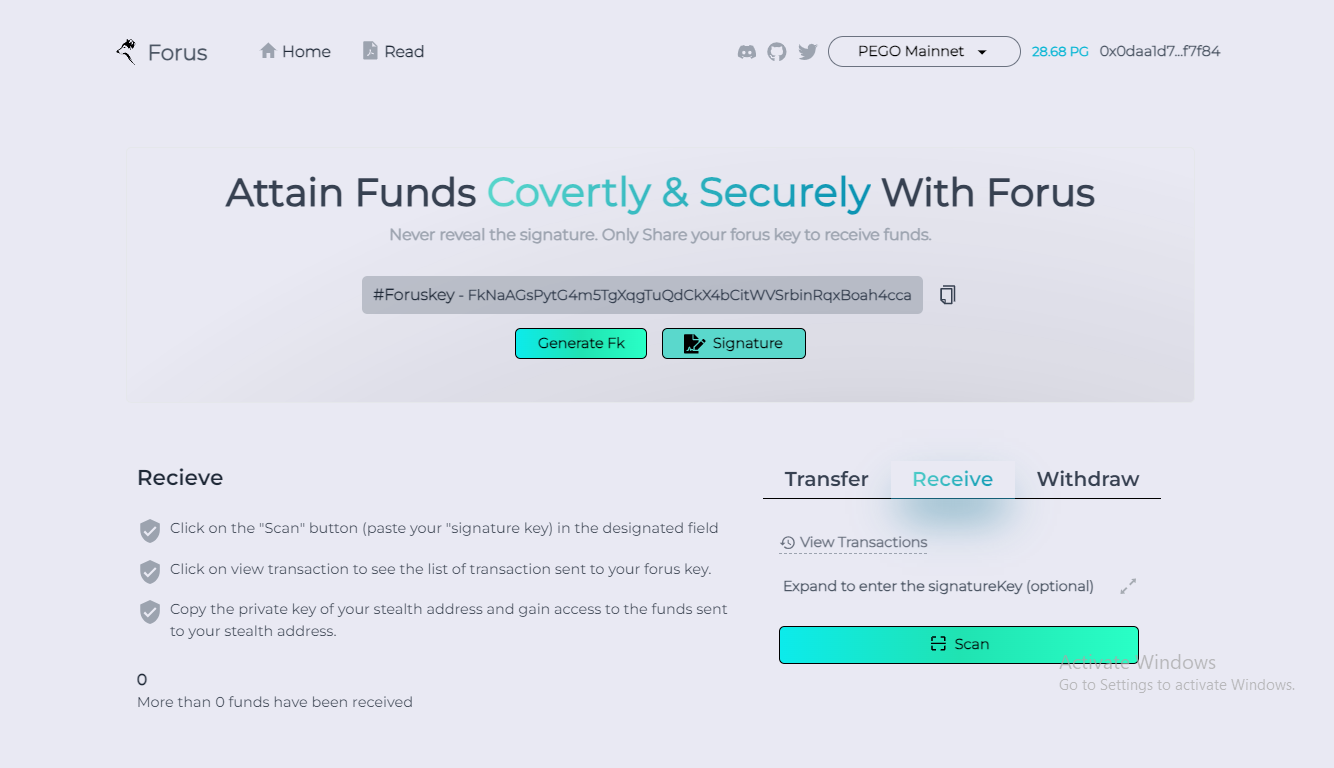 Forus
Home
Read
PEGO Mainnet
28.68 PG
0x0daa1d7...f7f84
Attain Funds Covertly & Securely With Forus
Never reveal the signature. Only Share your forus key to receive funds.
#Foruskey - FkNaAGsPytG4m5TgXqgTuQdCkX4bCitWVSrbinRqxBoah4cca
Generate Fk
Signature
Recieve
Click on the "Scan" button (paste your "signature key) in the designated field
Click on view transaction to see the list of transaction sent to your forus key.
Copy the private key of your stealth address and gain access to the funds sent
to your stealth address.
0
More than 0 funds have been received
Transfer
Receive
Withdraw
View Transactions
Expand to enter the signatureKey (optional)
Scan
Activate Windows
Go to Settings to activate Windows.